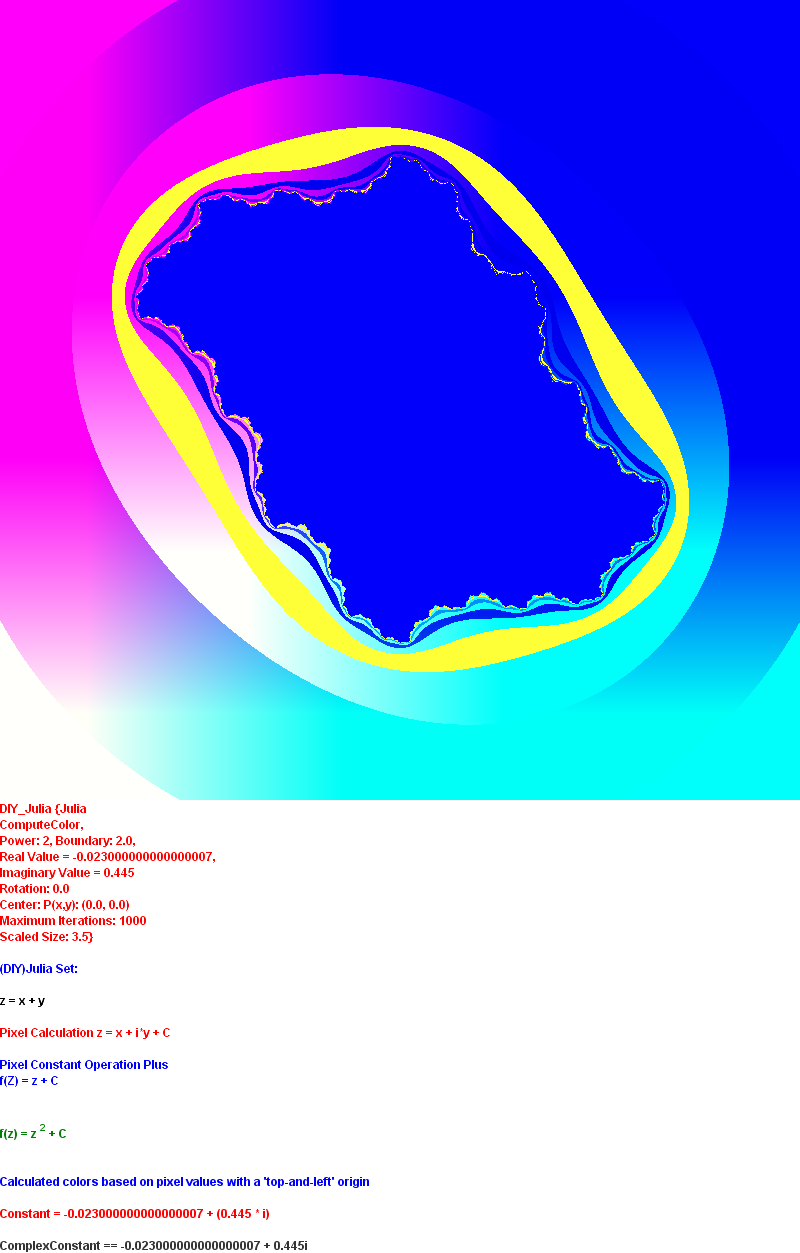 DIY_Julia {Julia
ComputeColor,
Power: 2, Boundary: 2.0,
Real Value = -0.023000000000000007,
Imaginary Value = 0.445
Rotation: 0.0
Center: P(x,y): (0.0, 0.0)
Maximum Iterations: 1000
Scaled Size: 3.5}
(DIY)Julia Set:
z = x + y
Pixel Calculation z = x + i*y + C
Pixel Constant Operation Plus
f(Z) = z + C
f(z) = z ² + C
Calculated colors based on pixel values with a 'top-and-left' origin
Constant = -0.023000000000000007 + (0.445 * i)
ComplexConstant == -0.023000000000000007 + 0.445i